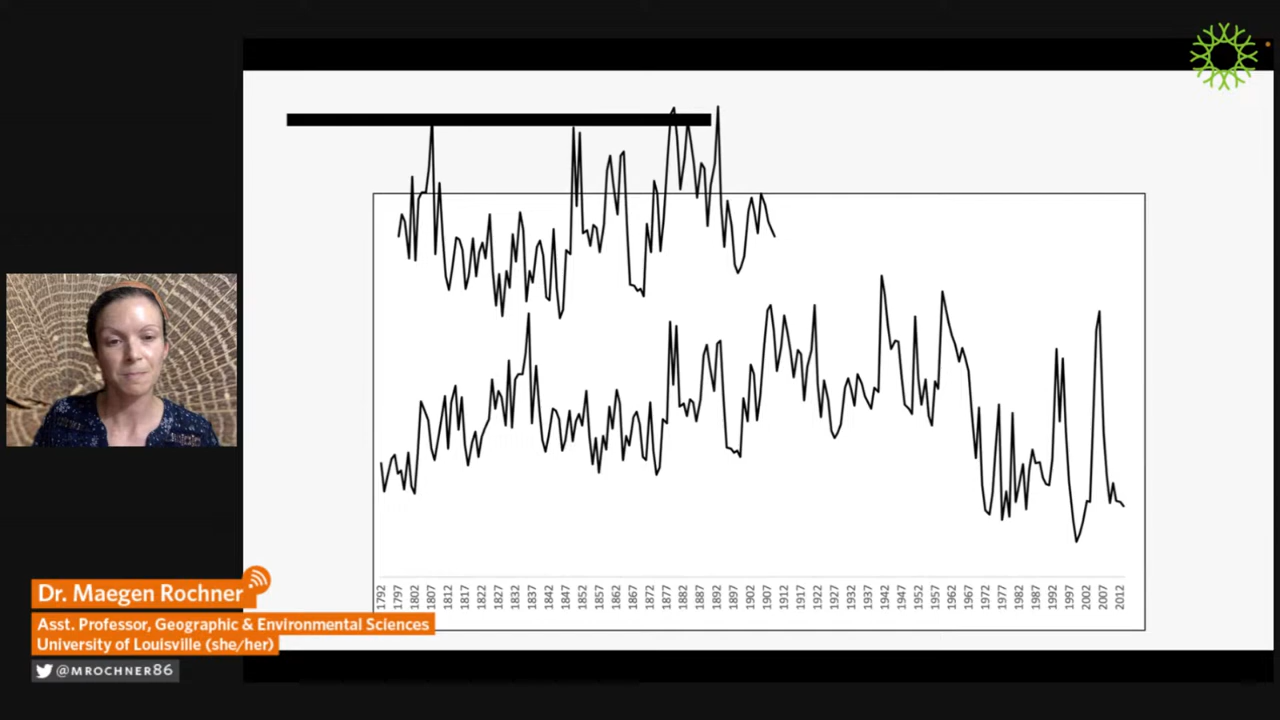 1792 1797 1802 1807 1812 1817 1822 1827 1832 1837 1842 1847 1852 1857 1862 1867 1872 1877 1882 1887 1892 1897 1902 1907 1912 1917 1922 1927 1932 1937 1942 1947 1952 1957 1962 1967 1972 1977 1982 1987 1992 1997 2002 2007 2012
Dr. Maegen Rochner
Asst. Professor, Geographic & Environmental Sciences
University of Louisville (she/her)
@MROCHNER86